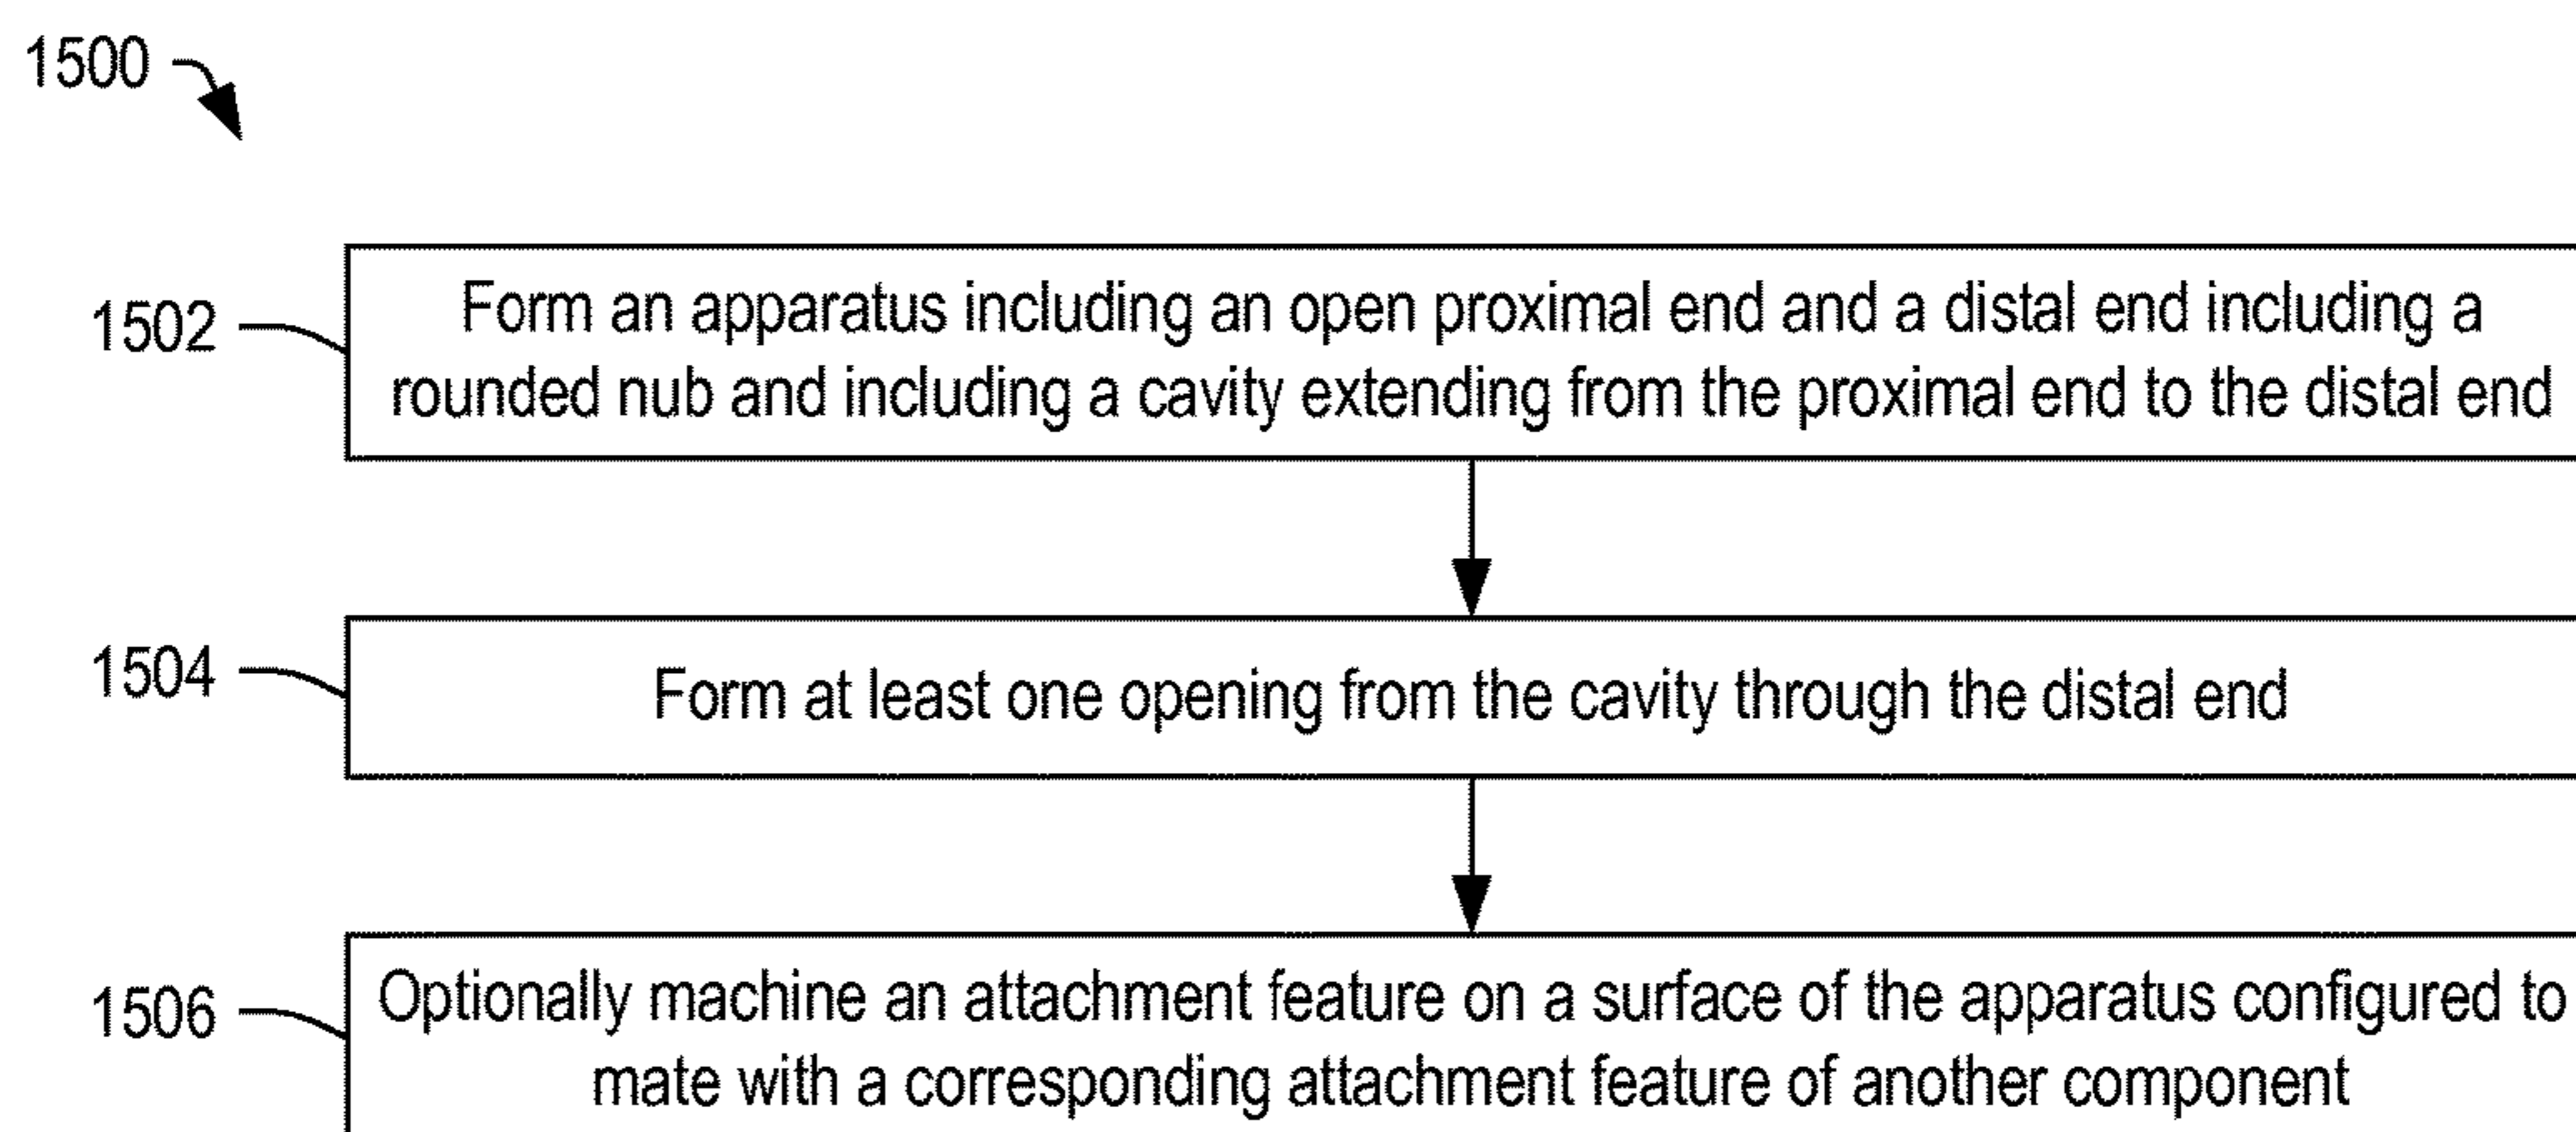 1500
1502
Form an apparatus including an open proximal end and a distal end including a
rounded nub and including a cavity extending from the proximal end to the distal end
1504
Form at least one opening from the cavity through the distal end
1506
Optionally machine an attachment feature on a surface of the apparatus configured to
mate with a corresponding attachment feature of another component